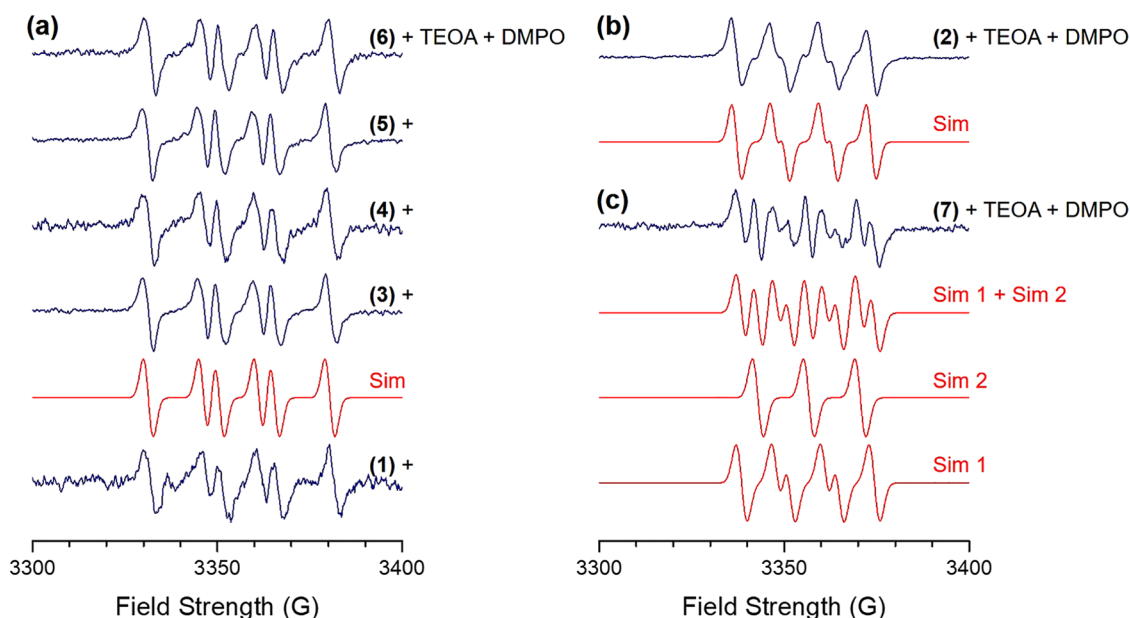 (a)
(6) + TEOA + DMPO
(5) +
(4) +
(3) +
Sim
(1) +
3300
3350
3400
Field Strength (G)
(b)
(2) + TEOA + DMPO
Sim
(c)
(7) + TEOA + DMPO
Sim 1 + Sim 2
Sim 2
Sim 1
3300
3350
3400
Field Strength (G)